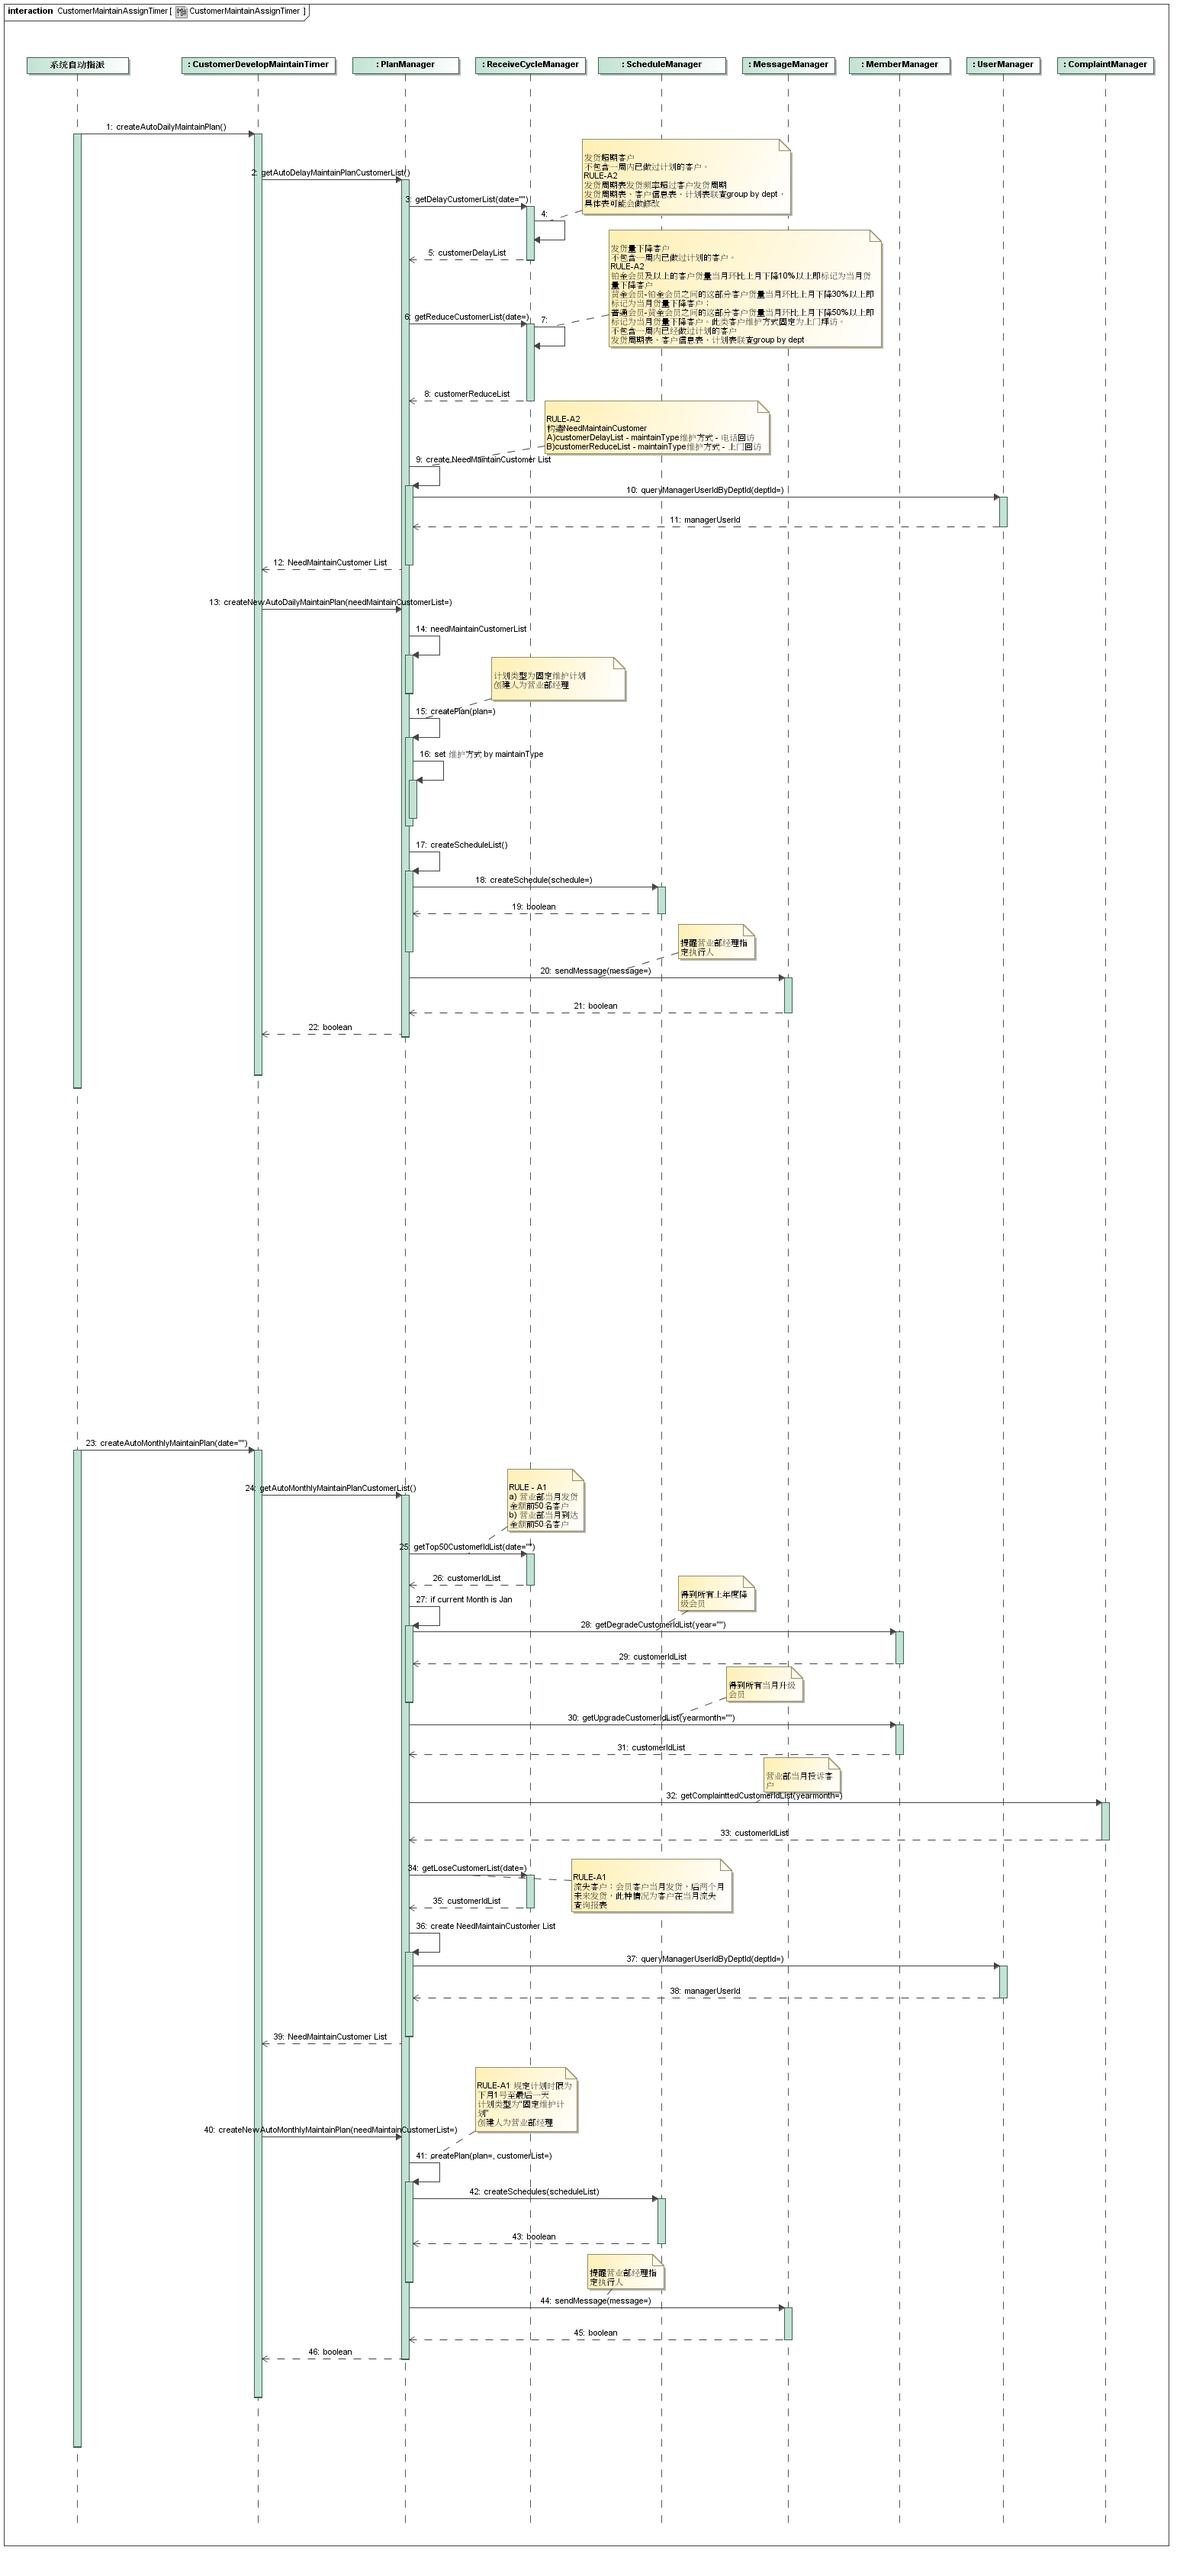 interaction CustomerMaintainAssignTimer [ CustomerMaintainAssignTimer ]
系统自动指派
: CustomerDevelopMaintainTimer
: PlanManager
: ReceiveCycleManager
: ScheduleManager
: MessageManager
: MemberManager
: UserManager
: ComplaintManager
1: createAutoDailyMaintainPlan()
发货超期客户
不包含一周内已做过计划的客户。
RULE-A2
发货周期表发货频率超过客户发货周期
发货周期表、客户信息表、计划表联查group by dept。
具体表可能会做修改
2: getAutoDelayMaintainPlanCustomerList()
3: getDelayCustomerList(date="")
4:
5: customerDelayList
发货量下降客户
不包含一周内已做过计划的客户。
RULE-A2
铂金会员及以上的客户货量当月环比上月下降10%以上即标记为当月货
量下降客户
黄金会员-铂金会员之间的这部分客户货量当月环比上月下降30%以上即
标记为当月货量下降客户；
普通会员-黄金会员之间的这部分客户货量当月环比上月下降50%以上即
标记为当月货量下降客户。此类客户维护方式固定为上门拜访。
不包含一周内已经做过计划的客户
发货周期表、客户信息表、计划表联查group by dept
6: getReduceCustomerList(date=)
7:
8: customerReduceList
RULE-A2
构造NeedMaintainCustomer
A)customerDelayList - maintainType维护方式 - 电话回访
B)customerReduceList - maintainType维护方式 - 上门回访
9: create NeedMaintainCustomer List
10: queryManagerUserIdByDeptId(deptId=)
11: managerUserId
12: NeedMaintainCustomer List
13: createNewAutoDailyMaintainPlan(needMaintainCustomerList=)
14: needMaintainCustomerList
计划类型为固定维护计划
创建人为营业部经理
15: createPlan(plan=)
16: set 维护方式 by maintainType
17: createScheduleList()
18: createSchedule(schedule=)
19: boolean
提醒营业部经理指
定执行人
20: sendMessage(message=)
21: boolean
22: boolean
23: createAutoMonthlyMaintainPlan(date="")
24: getAutoMonthlyMaintainPlanCustomerList()
RULE - A1
a) 营业部当月发货
金额前50名客户
b) 营业部当月到达
金额前50名客户
25: getTop50CustomerIdList(date="")
26: customerIdList
27: if current Month is Jan
得到所有上年度降
级会员
28: getDegradeCustomerIdList(year="")
29: customerIdList
得到所有当月升级
会员
30: getUpgradeCustomerIdList(yearmonth="")
31: customerIdList
营业部当月投诉客
户
32: getComplainttedCustomerIdList(yearmonth=)
33: customerIdList
34: getLoseCustomerList(date=)
RULE-A1
流失客户：会员客户当月发货，后两个月
未来发货，此种情况为客户在当月流失
查询报表
35: customerIdList
36: create NeedMaintainCustomer List
37: queryManagerUserIdByDeptId(deptId=)
38: managerUserId
39: NeedMaintainCustomer List
RULE-A1 规定计划时限为
下月1号至最后一天
计划类型为“固定维护计
划”
创建人为营业部经理
40: createNewAutoMonthlyMaintainPlan(needMaintainCustomerList=)
41: createPlan(plan=, customerList=)
42: createSchedules(scheduleList)
43: boolean
提醒营业部经理指
定执行人
44: sendMessage(message=)
45: boolean
46: boolean